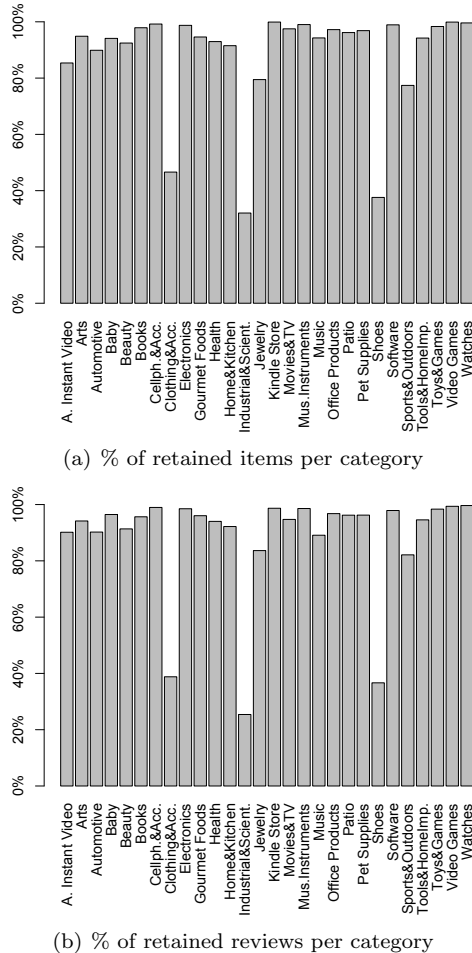 100%
80%
60%
40%
20%
0%
A. Instant Video
Arts
Automotive
Baby
Beauty
Books
Cellph.&Acc.
Clothing&Acc.
Electronics
Gourmet Foods
Health
Home&Kitchen
Industrial&Scient.
Jewelry
Kindle Store
Movies&TV
Mus.Instruments
Music
Office Products
Patio
Pet Supplies
Shoes
Software
Sports&Outdoors
Tools&HomeImp.
Toys&Games
Video Games
Watches
(a) % of retained items per category
100%
80%
60%
40%
20%
0%
A. Instant Video
Arts
Automotive
Baby
Beauty
Books
Cellph.&Acc.
Clothing&Acc.
Electronics
Gourmet Foods
Health
Home&Kitchen
Industrial&Scient.
Jewelry
Kindle Store
Movies&TV
Mus.Instruments
Music
Office Products
Patio
Pet Supplies
Shoes
Software
Sports&Outdoors
Tools&HomeImp.
Toys&Games
Video Games
Watches
(b) % of retained reviews per category